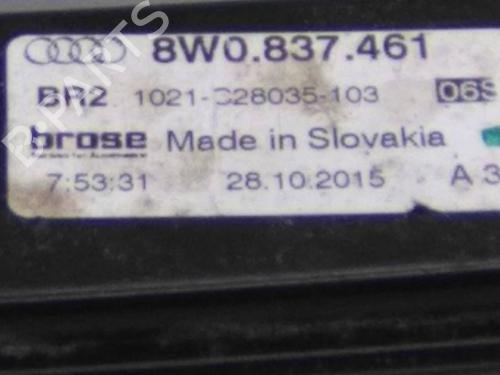 8W0.837.461
BR2 1021-C28035-103 06S
brose Made in Slovakia
7:53:31 28.10.2015 A 3
B-PARTS